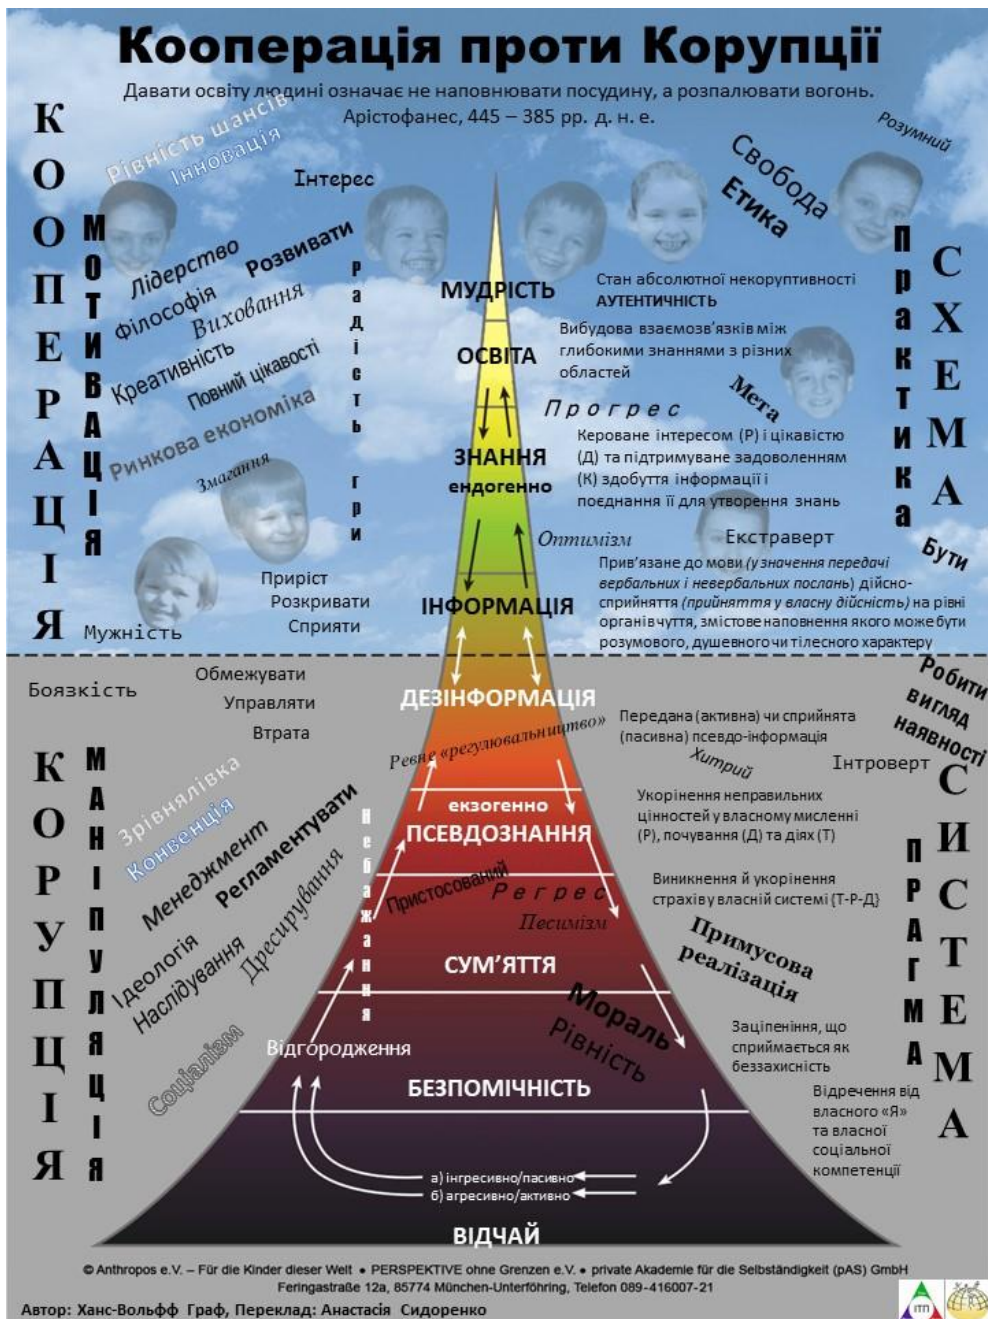 Кооперація проти Корупції
Давати освіту людині означає не наповнювати посудину, а розпалювати вогонь.
Арістофанес, 445 – 385 рр. д. н. е.
КООПЕРАЦІЯ
МОТИВАЦІЯ
Рівність шансів
Інновація
Інтерес
Лідерство
Розвивати
Філософія
Виховання
Креативність
Повний цікавості
Ринкова економіка
Змагання
Радість гри
Приріст
Розкривати
Сприяти
Мужність
МУДРІСТЬ
ОСВІТА
ЗНАННЯ
ендогенно
ІНФОРМАЦІЯ
Розумний
Свобода
Етика
Практика
СХЕМА
Стан абсолютної некоруптивності
АУТЕНТИЧНІСТЬ
Вибудова взаємозв'язків між
глибокими знаннями з різних
областей
Мета
Прогрес
Кероване інтересом (Р) і цікавістю
(Д) та підтримуване задоволенням
(К) здобуття інформації і
поєднання її для утворення знань
Оптимізм
Екстраверт
Бути
Прив'язане до мови (у значення передачі
вербальних і невербальних послань) дійсно-
сприйняття (прийняття у власну дійсність) на рівні
органів чуття, змістове наповнення якого може бути
розумового, душевного чи тілесного характеру
Боязкість
Обмежувати
Управляти
Втрата
КОРУПЦІЯ
МАНІПУЛЯЦІЯ
Зрівнялівка
Конвенція
Менеджмент
Регламентувати
Ідеологія
Наслідування
Дресирування
Соціалізм
Небажання
ДЕЗІНФОРМАЦІЯ
Ревне «регулювальництво»
екзогенно
ПСЕВДОЗНАННЯ
Пристосований
Регрес
Песимізм
СУМ'ЯТТЯ
Мораль
Рівність
Відгородження
БЕЗПОМІЧНІСТЬ
а) інгресивно/пасивно
б) агресивно/активно
ВІДЧАЙ
Робити
вигляд
наявності
Передана (активна) чи сприйнята
(пасивна) псевдо-інформація
Хитрий
Інтроверт
Укорінення неправильних
цінностей у власному мисленні
(Р), почування (Д) та діях (Т)
Виникнення й укорінення
страхів у власній системі {Т-Р-Д}
Примусова
реалізація
ПРАГМА
СИСТЕМА
Заціпеніння, що
сприймається як
беззахисність
Відречення від
власного «Я»
та власної
соціальної
компетенції
© Anthropos e.V. – Für die Kinder dieser Welt • PERSPEKTIVE ohne Grenzen e.V. • private Akademie für die Selbständigkeit (pAS) GmbH
Feringastraße 12a, 85774 München-Unterföhring, Telefon 089-416007-21
Автор: Ханс-Вольфф Граф, Переклад: Анастасія Сидоренко
ІТП